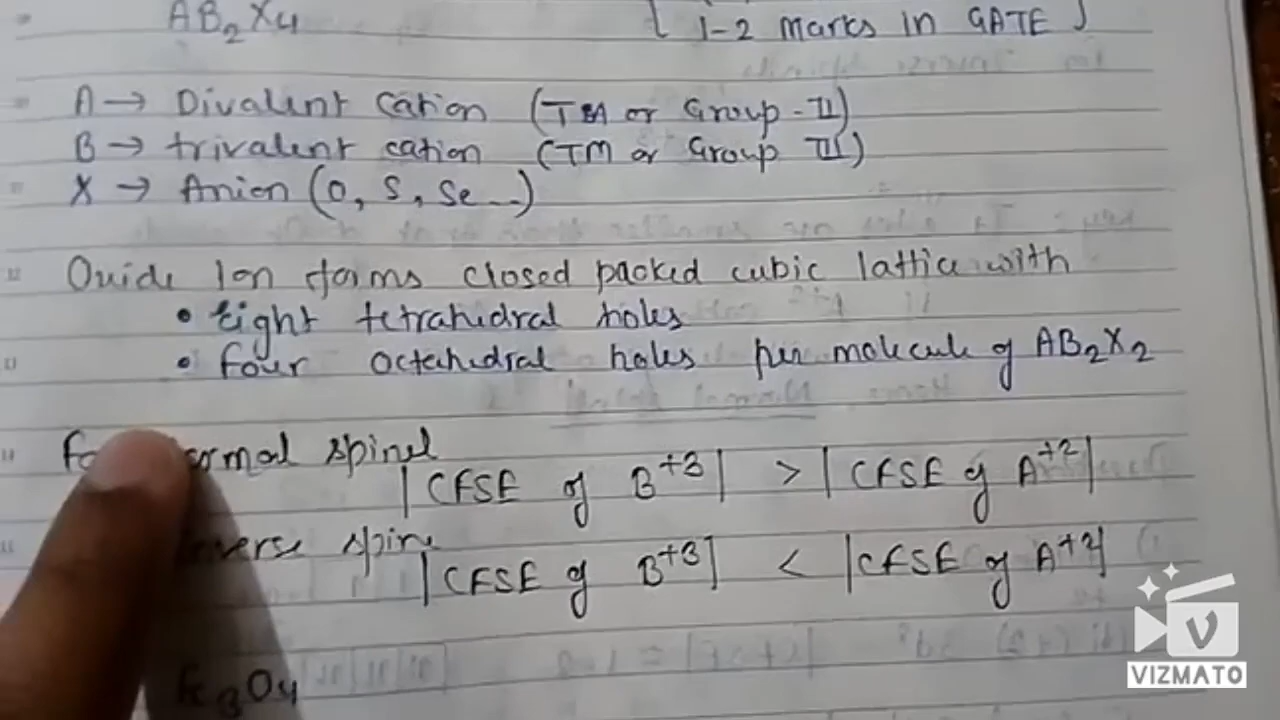 AB2X4 [ 1-2 Marks in GATE ]
A → Divalent cation (TM or Group-II)
B → trivalent cation (TM or Group III)
X → Anion (O, S, Se--)
Oxide Ion forms closed packed cubic lattice with
• Eight tetrahedral holes
• Four octahedral holes per molecule of AB2X2
normal spinel
|CFSE of B+3| > |CFSE of A+2|
|CFSE of B+3| < |CFSE of A+2|
Fe3O4
VIZMATO